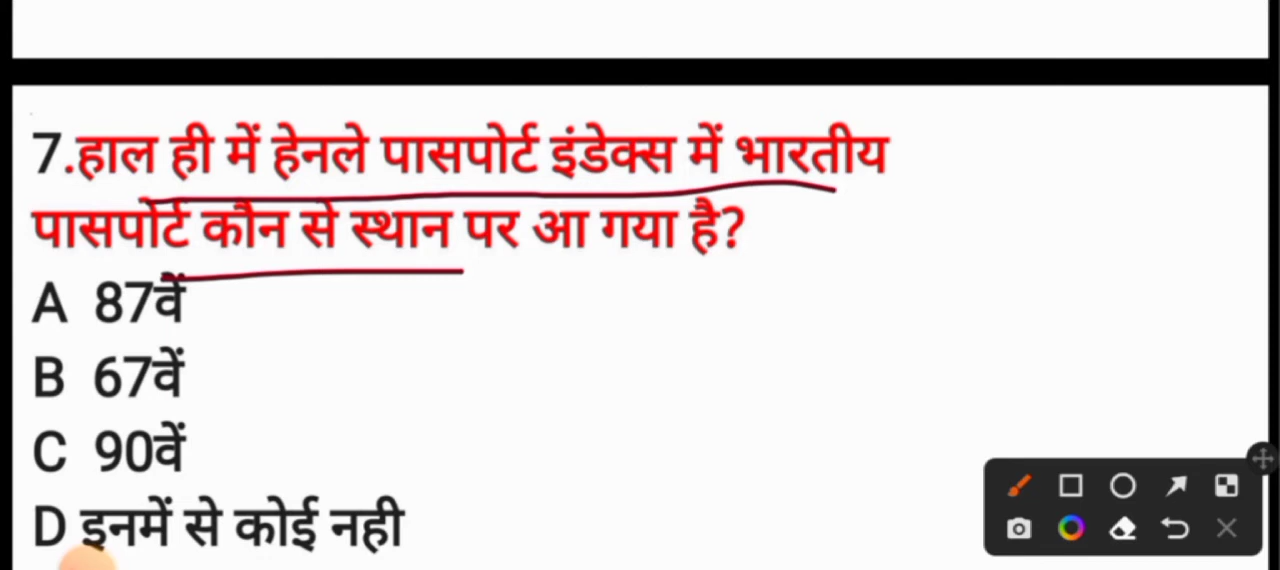 7.हाल ही में हेनले पासपोर्ट इंडेक्स में भारतीय
पासपोर्ट कौन से स्थान पर आ गया है?
A 87वें
B 67वें
C 90वें
D इनमें से कोई नही